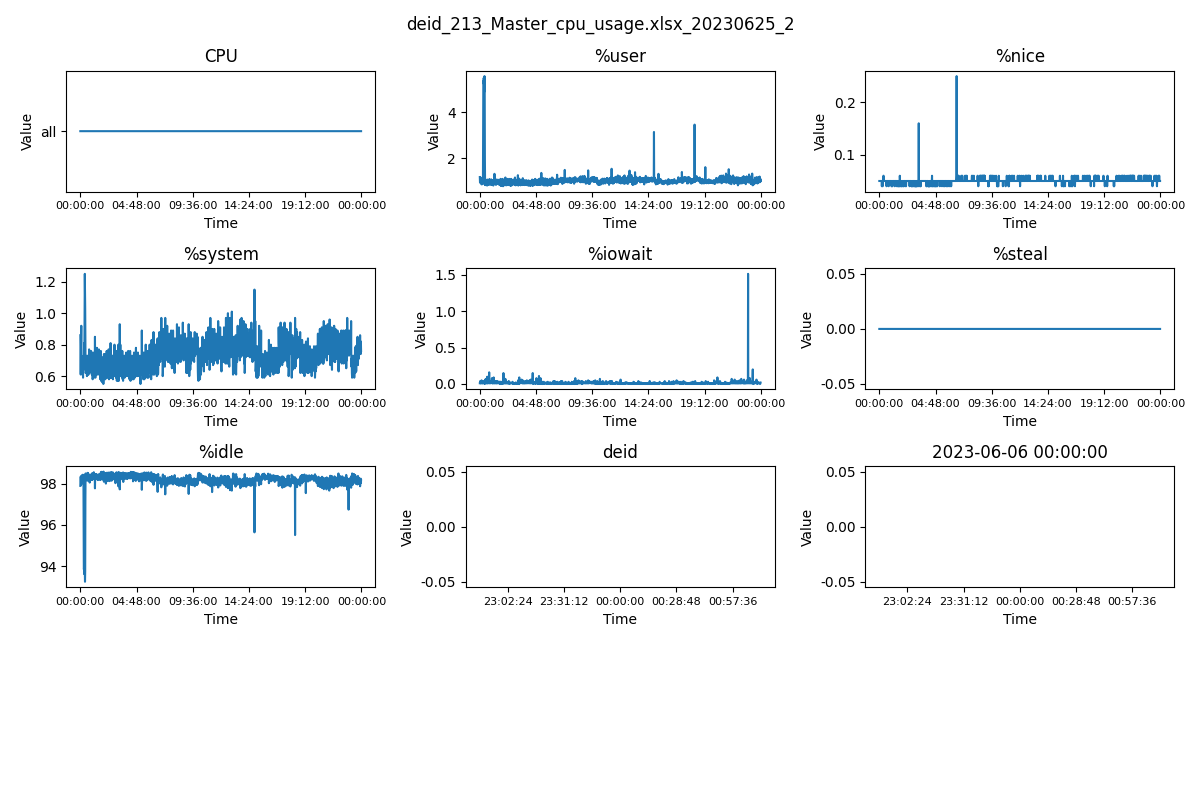 deid_213_Master_cpu_usage.xlsx_20230625_2
CPU
%user
%nice
Value
all
00:00:00 04:48:00 09:36:00 14:24:00 19:12:00 00:00:00
Time
Value
4
2
00:00:00 04:48:00 09:36:00 14:24:00 19:12:00 00:00:00
Time
Value
0.2
0.1
00:00:00 04:48:00 09:36:00 14:24:00 19:12:00 00:00:00
Time
%system
%iowait
%steal
Value
1.2
1.0
0.8
0.6
00:00:00 04:48:00 09:36:00 14:24:00 19:12:00 00:00:00
Time
Value
1.5
1.0
0.5
0.0
00:00:00 04:48:00 09:36:00 14:24:00 19:12:00 00:00:00
Time
Value
0.05
0.00
-0.05
00:00:00 04:48:00 09:36:00 14:24:00 19:12:00 00:00:00
Time
%idle
deid
2023-06-06 00:00:00
Value
98
96
94
00:00:00 04:48:00 09:36:00 14:24:00 19:12:00 00:00:00
Time
Value
0.05
0.00
-0.05
23:02:24 23:31:12 00:00:00 00:28:48 00:57:36
Time
Value
0.05
0.00
-0.05
23:02:24 23:31:12 00:00:00 00:28:48 00:57:36
Time